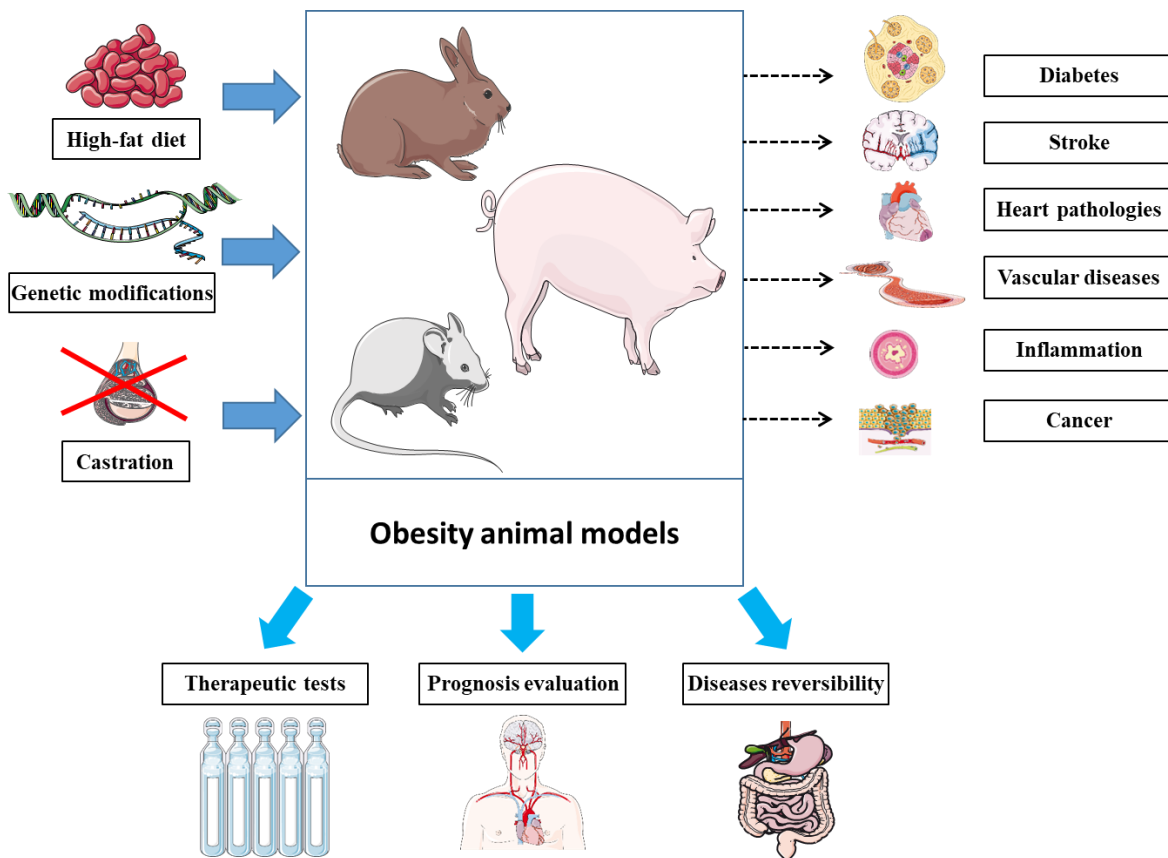 High-fat diet
Genetic modifications
Castration
Diabetes
Stroke
Heart pathologies
Vascular diseases
Inflammation
Cancer
Obesity animal models
Therapeutic tests
Prognosis evaluation
Diseases reversibility